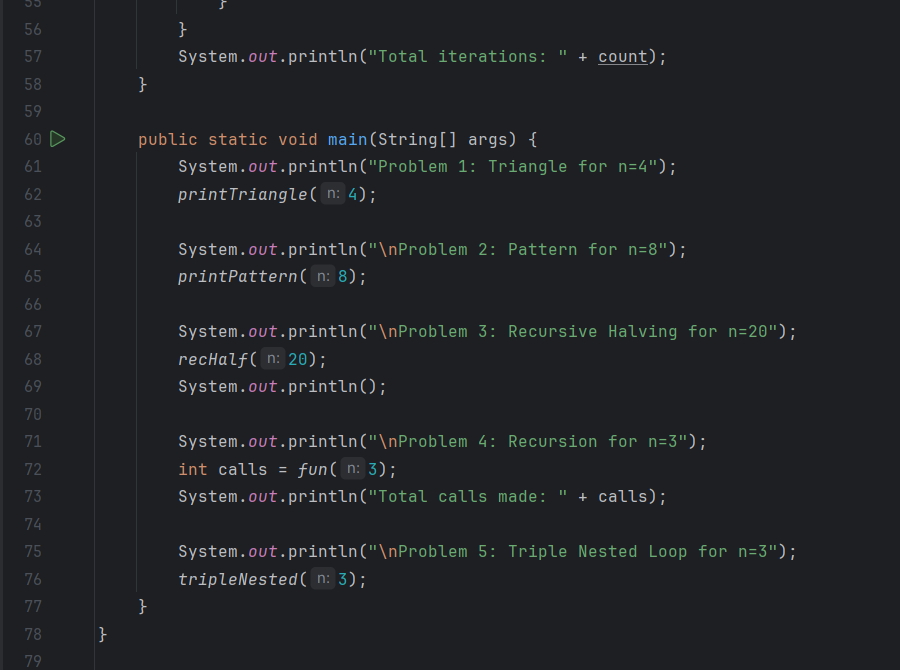 55 }
56 }
57 System.out.println("Total iterations: " + count);
58 }
59
60 public static void main(String[] args) {
61 System.out.println("Problem 1: Triangle for n=4");
62 printTriangle( n: 4);
63
64 System.out.println("\nProblem 2: Pattern for n=8");
65 printPattern( n: 8);
66
67 System.out.println("\nProblem 3: Recursive Halving for n=20");
68 recHalf( n: 20);
69 System.out.println();
70
71 System.out.println("\nProblem 4: Recursion for n=3");
72 int calls = fun( n: 3);
73 System.out.println("Total calls made: " + calls);
74
75 System.out.println("\nProblem 5: Triple Nested Loop for n=3");
76 tripleNested( n: 3);
77 }
78 }
79